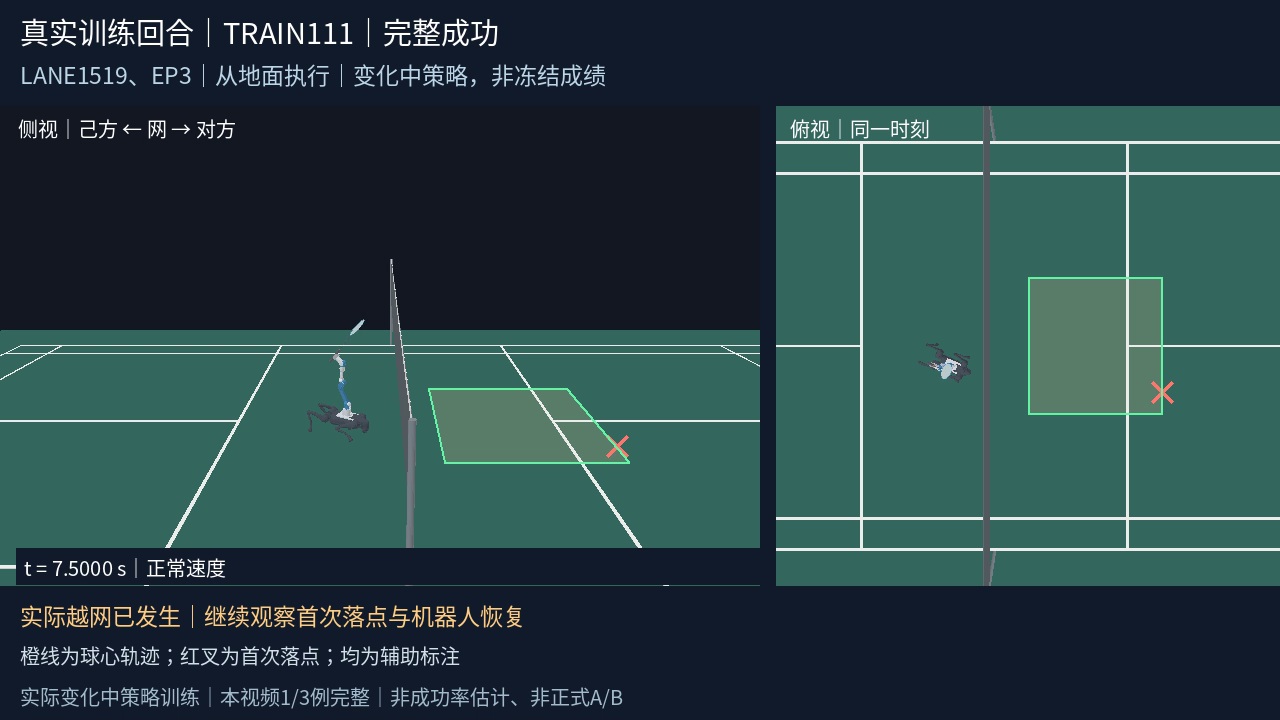 真实训练回合｜TRAIN111｜完整成功
LANE1519、EP3｜从地面执行｜变化中策略，非冻结成绩
侧视｜己方 ← 网 → 对方
俯视｜同一时刻
t = 7.5000 s｜正常速度
实际越网已发生｜继续观察首次落点与机器人恢复
橙线为球心轨迹；红叉为首次落点；均为辅助标注
实际变化中策略训练｜本视频1/3例完整｜非成功率估计、非正式A/B